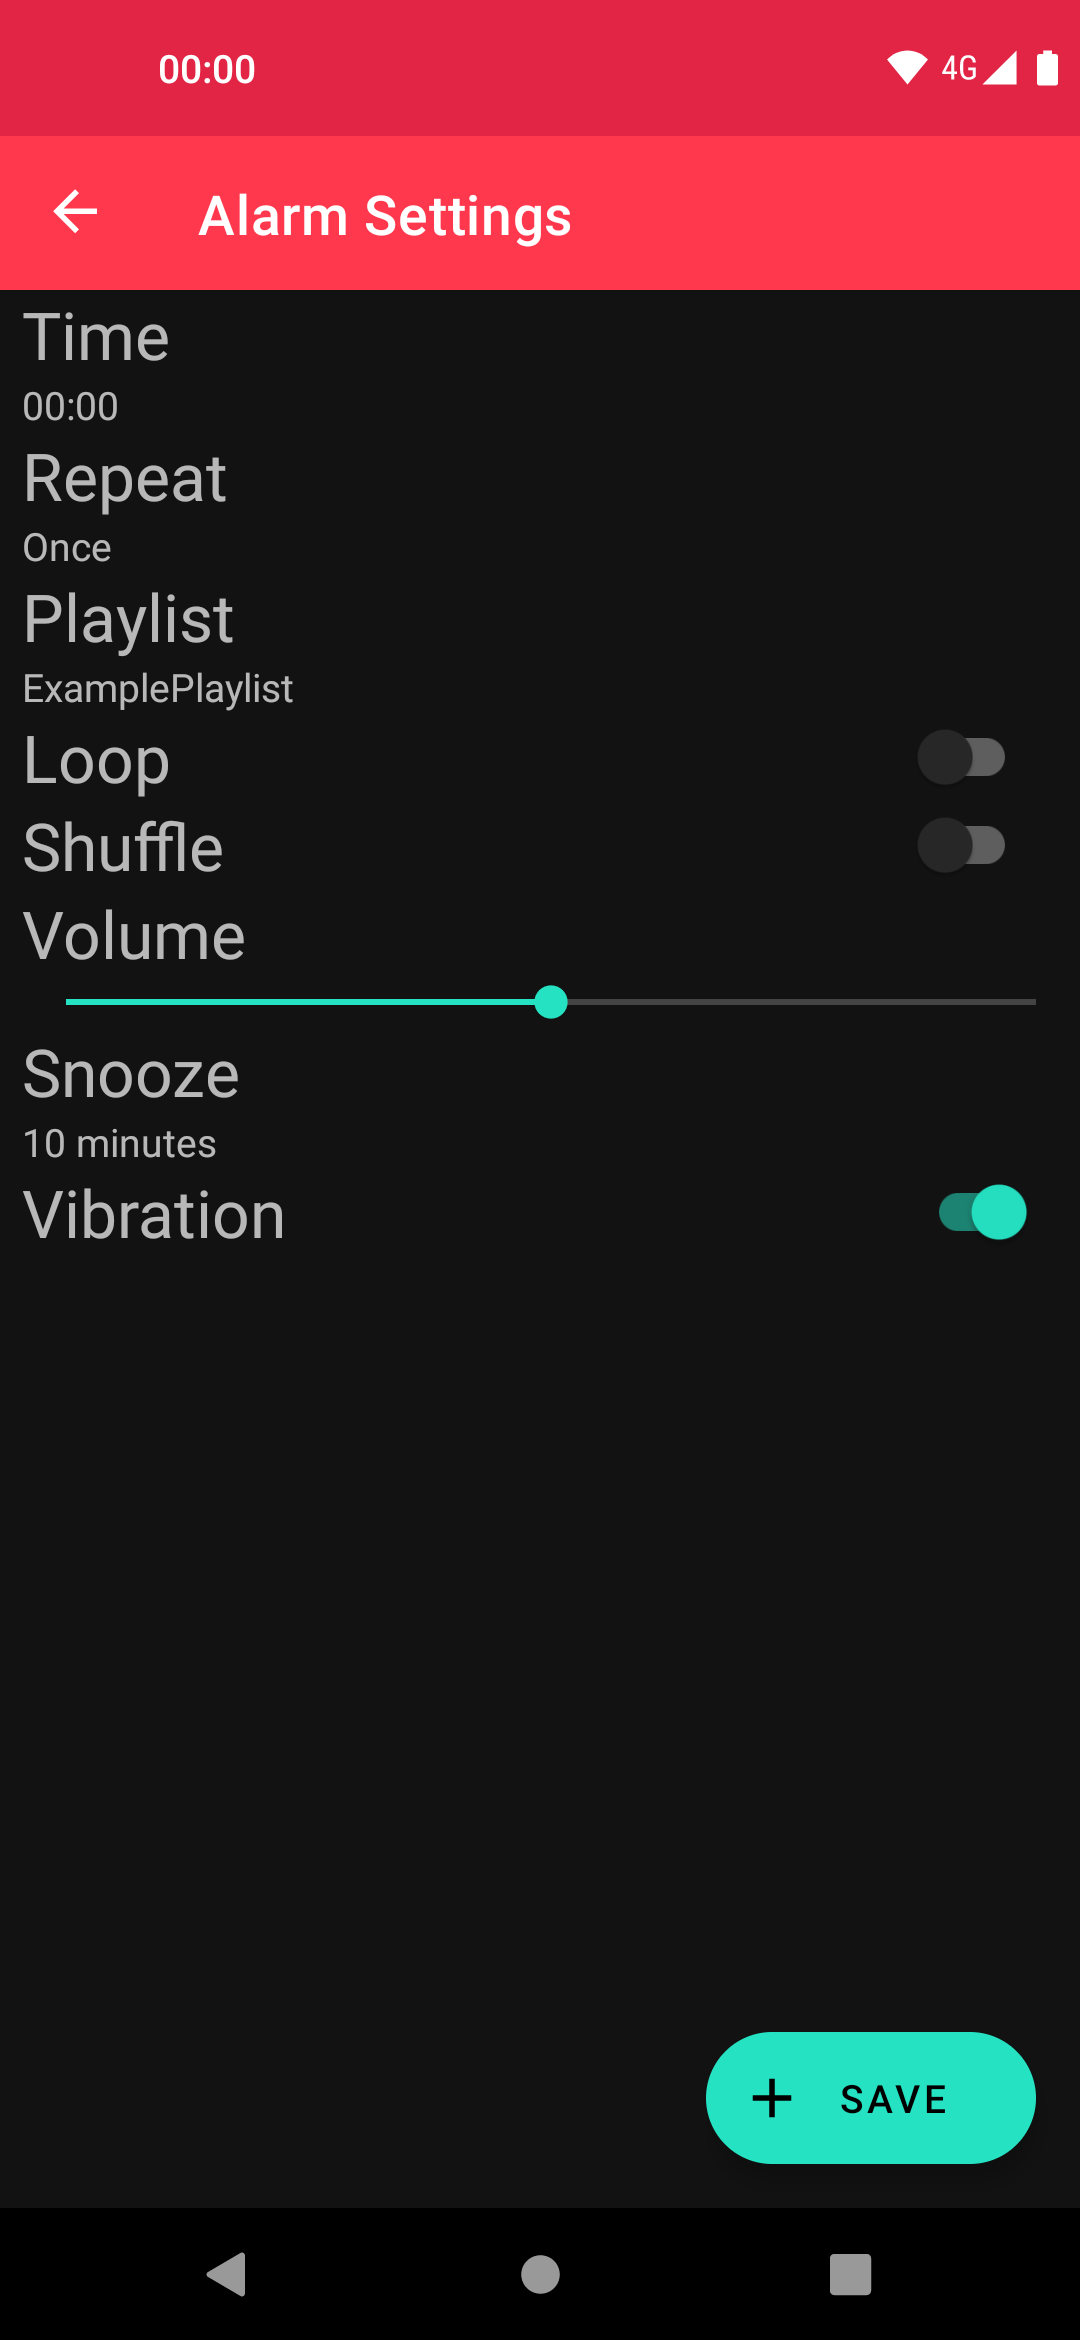 00:00
4G
Alarm Settings
Time
00:00
Repeat
Once
Playlist
ExamplePlaylist
Loop
Shuffle
Volume
Snooze
10 minutes
Vibration
SAVE